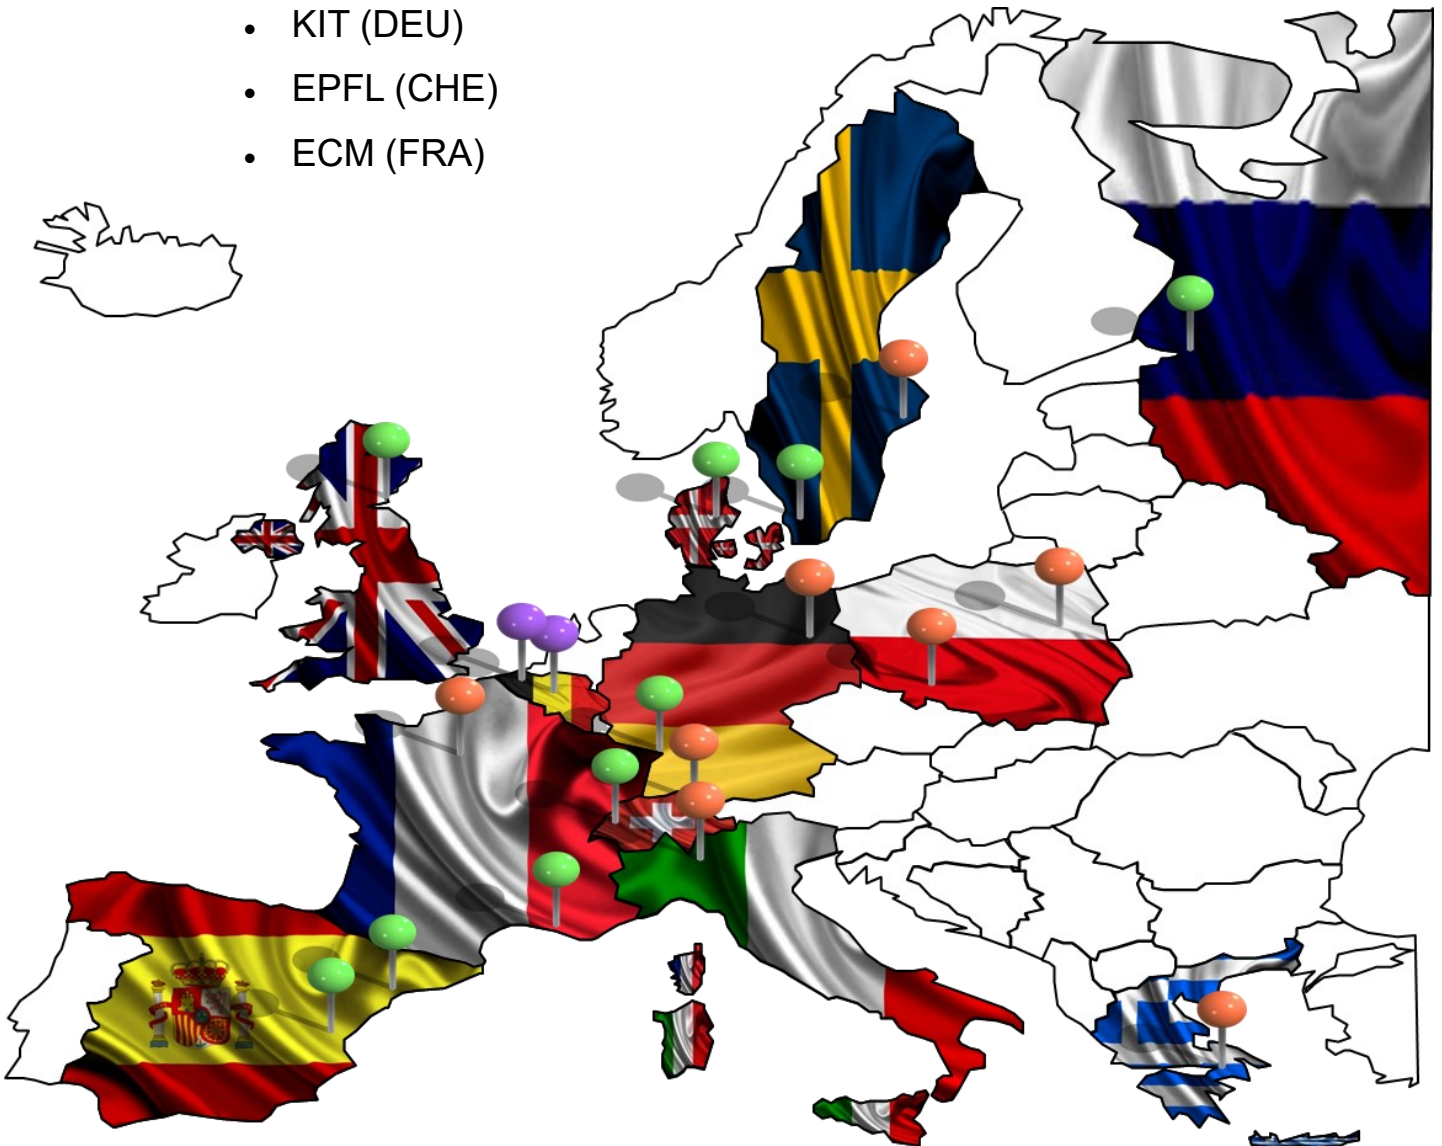 • KIT (DEU)
• EPFL (CHE)
• ECM (FRA)